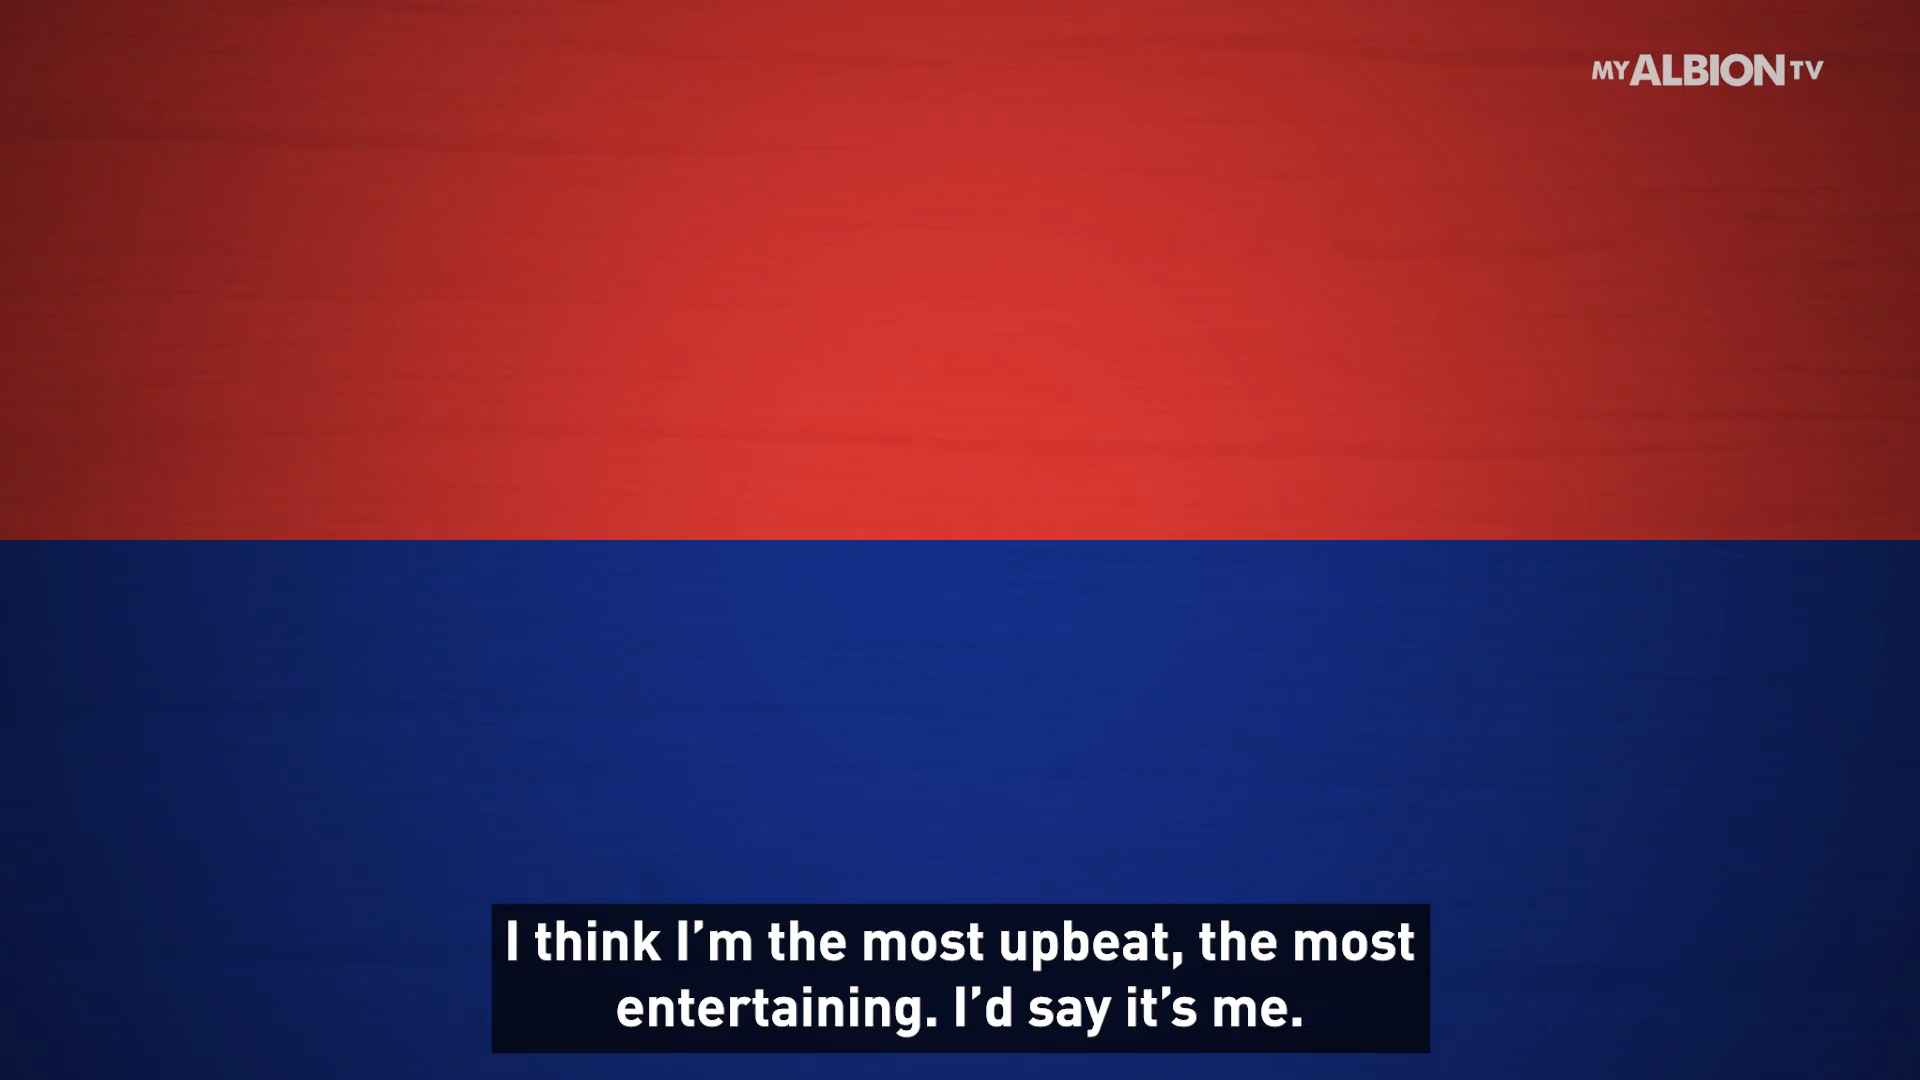 MYALBIONTV
I think I’m the most upbeat, the most
entertaining. I’d say it’s me.